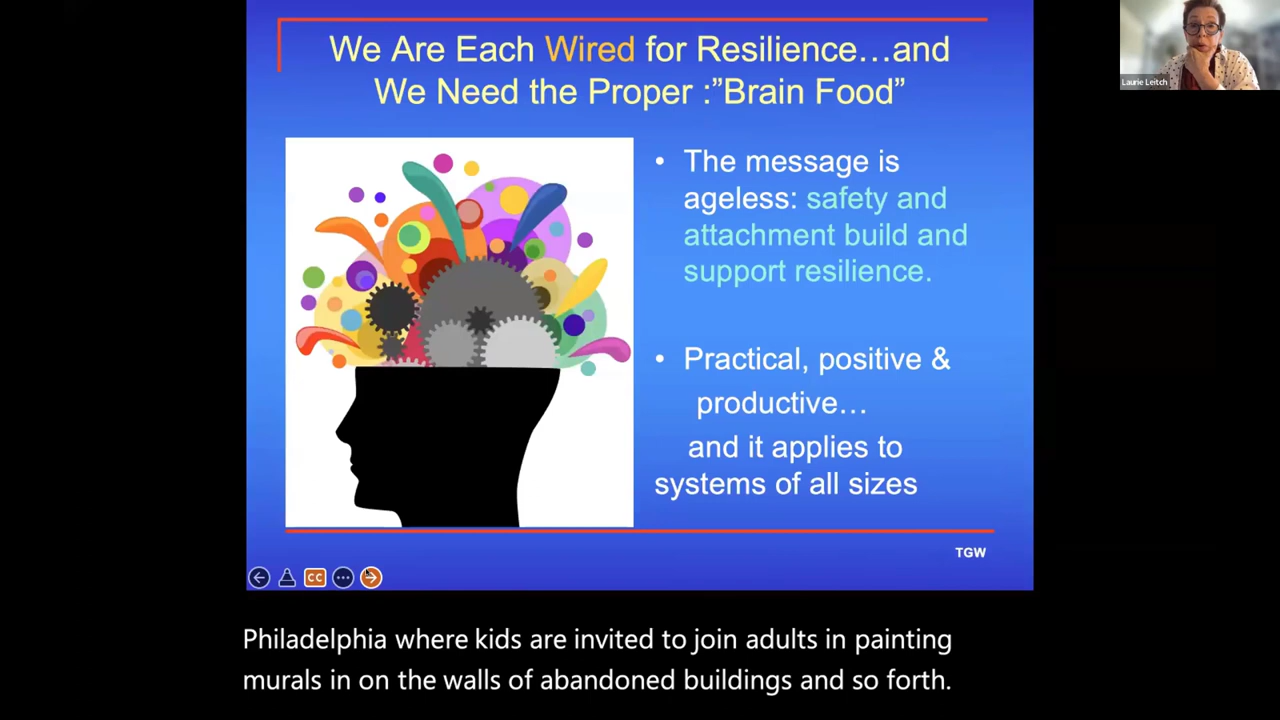 We Are Each Wired for Resilience…and
We Need the Proper :”Brain Food”
Laurie Leitch
• The message is
ageless: safety and
attachment build and
support resilience.
• Practical, positive &
productive…
and it applies to
systems of all sizes
TGW
CC
Philadelphia where kids are invited to join adults in painting
murals in on the walls of abandoned buildings and so forth.